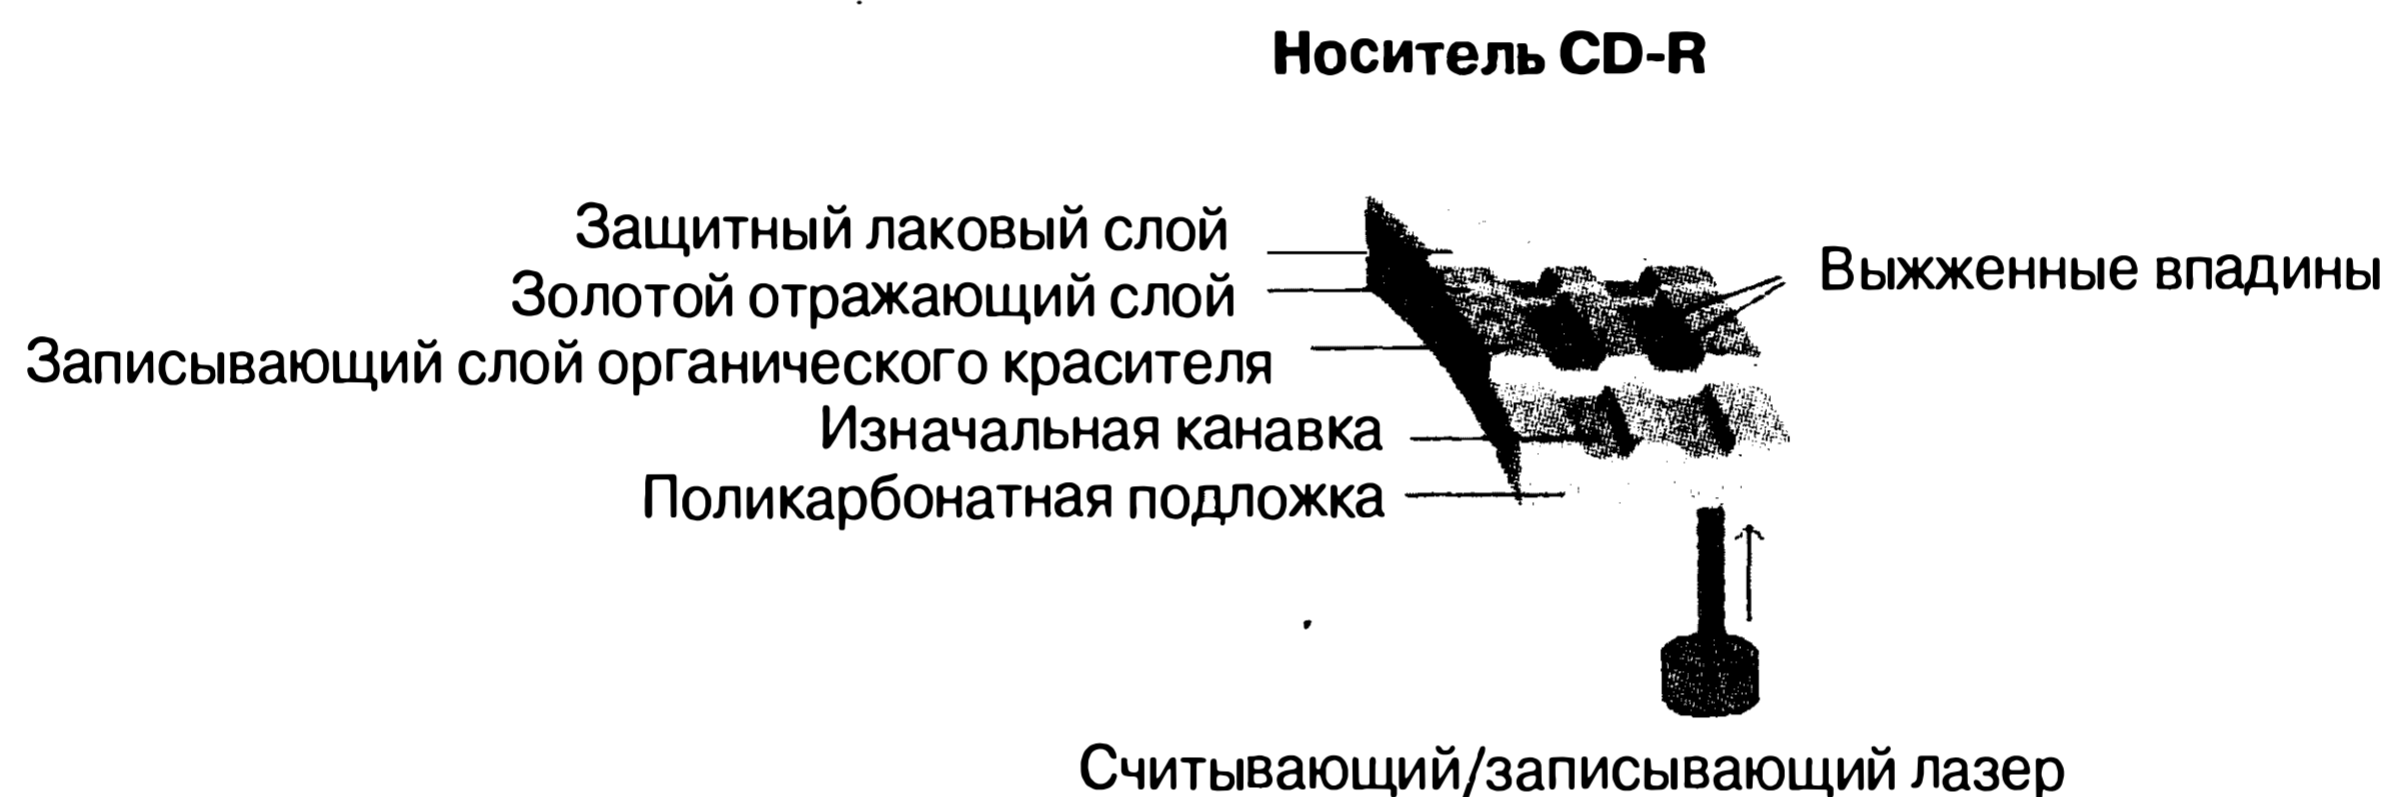 Носитель CD-R
Защитный лаковый слой
Золотой отражающий слой
Записывающий слой органического красителя
Изначальная канавка
Поликарбонатная подложка
Выжженные впадины
Считывающий/записывающий лазер